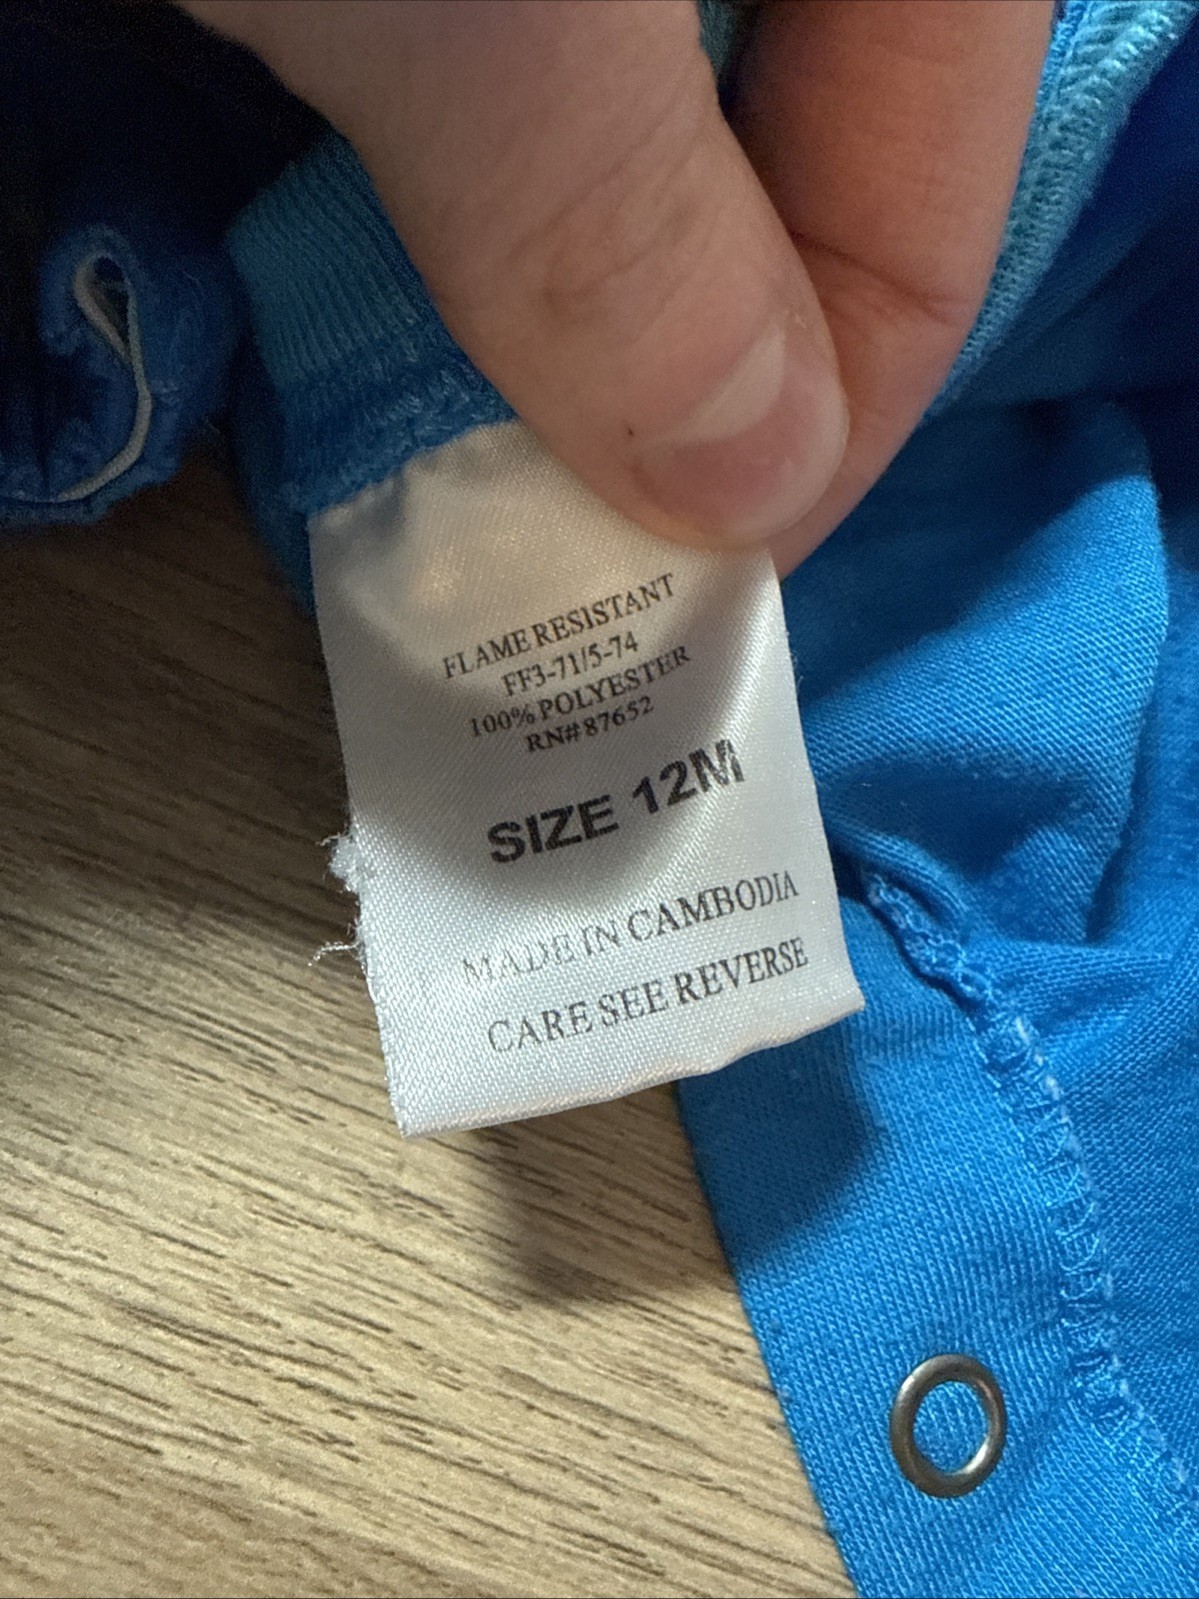 FLAME RESISTANT
FF3-71/5-74
100% POLYESTER
RN# 87652
SIZE 12M
MADE IN CAMBODIA
CARE SEE REVERSE